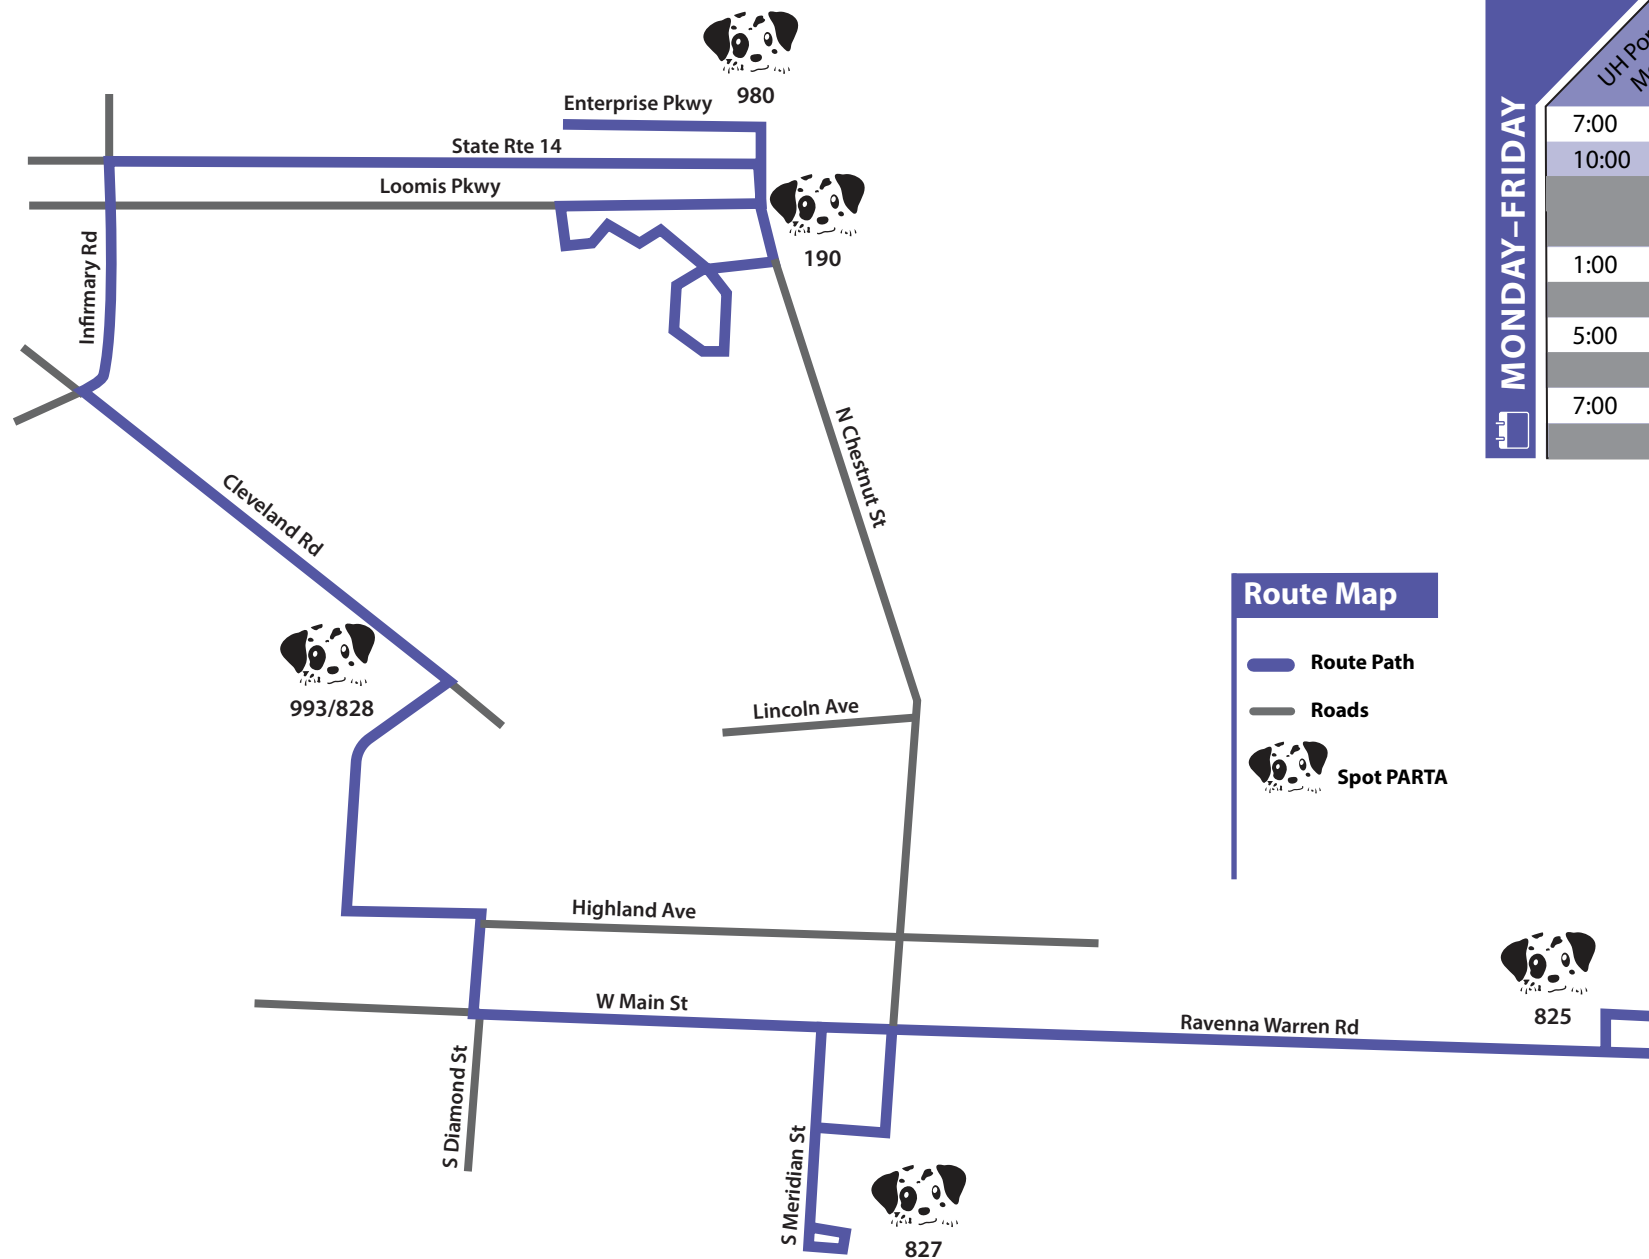 980
Enterprise Pkwy
State Rte 14
Loomis Pkwy
190
Infirmary Rd
N Chestnut St
Cleveland Rd
993/828
Lincoln Ave
Highland Ave
W Main St
Ravenna Warren Rd
825
S Diamond St
S Meridian St
827
Route Map
Route Path
Roads
Spot PARTA
MONDAY–FRIDAY
UH
7:00
10:00
1:00
5:00
7:00